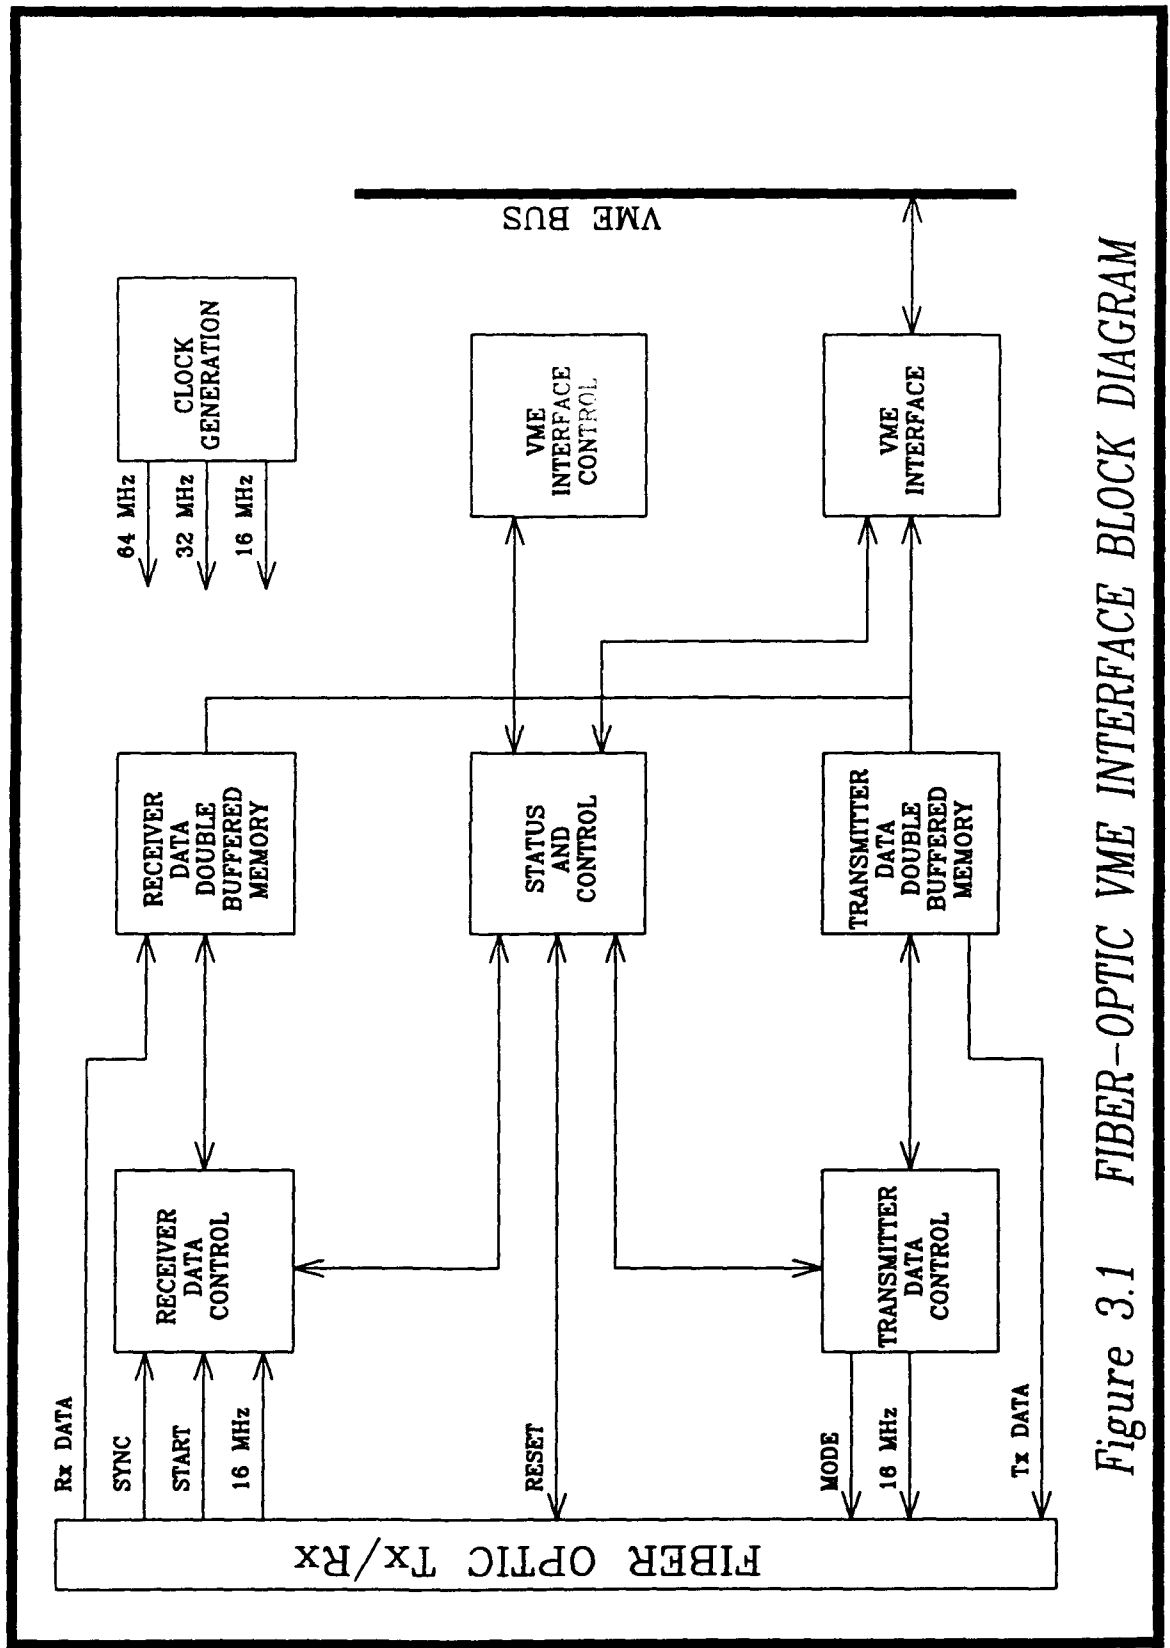 FIBER OPTIC Tx/Rx
Rx DATA
SYNC
START
16 MHz
RESET
MODE
16 MHz
Tx DATA
RECEIVER
DATA
CONTROL
TRANSMITTER
DATA
CONTROL
RECEIVER
DATA
DOUBLE
BUFFERED
MEMORY
STATUS
AND
CONTROL
TRANSMITTER
DATA
DOUBLE
BUFFERED
MEMORY
64 MHz
32 MHz
16 MHz
CLOCK
GENERATION
VME
INTERFACE
CONTROL
VME
INTERFACE
VME BUS
Figure 3.1 FIBER-OPTIC VME INTERFACE BLOCK DIAGRAM